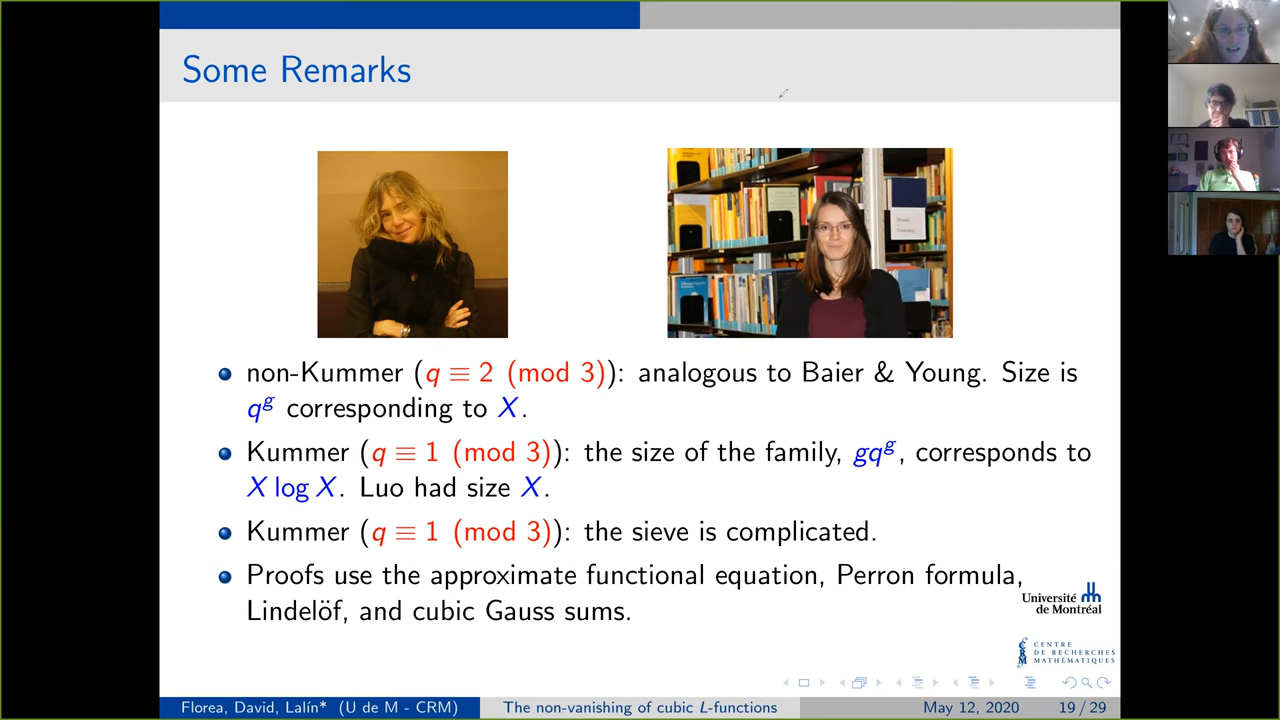 Some Remarks
non-Kummer (q ≡ 2 (mod 3)): analogous to Baier & Young. Size is
q^g corresponding to X.
Kummer (q ≡ 1 (mod 3)): the size of the family, gq^g, corresponds to
X log X. Luo had size X.
Kummer (q ≡ 1 (mod 3)): the sieve is complicated.
Proofs use the approximate functional equation, Perron formula,
Lindelöf, and cubic Gauss sums.
Université
de Montréal
CRM
CENTRE
DE RECHERCHES
MATHÉMATIQUES
Florea, David, Lalín* (U de M - CRM)
The non-vanishing of cubic L-functions
May 12, 2020
19 / 29